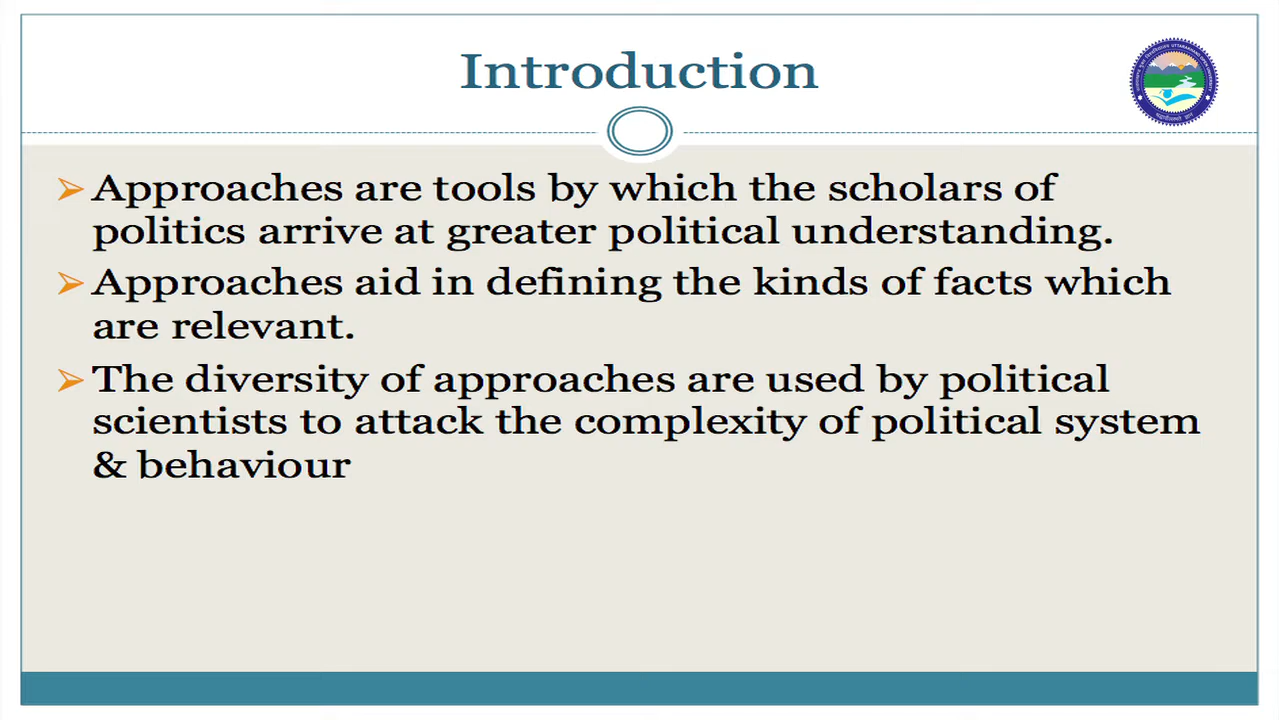 Introduction
Approaches are tools by which the scholars of
politics arrive at greater political understanding.
Approaches aid in defining the kinds of facts which
are relevant.
The diversity of approaches are used by political
scientists to attack the complexity of political system
& behaviour